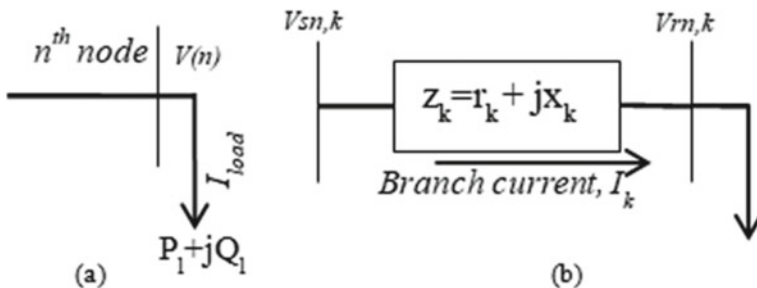 n^th node
V(n)
I_load
P_l+jQ_l
(a)
Vsn,k
Vrn,k
z_k=r_k+ jx_k
Branch current, I_k
(b)